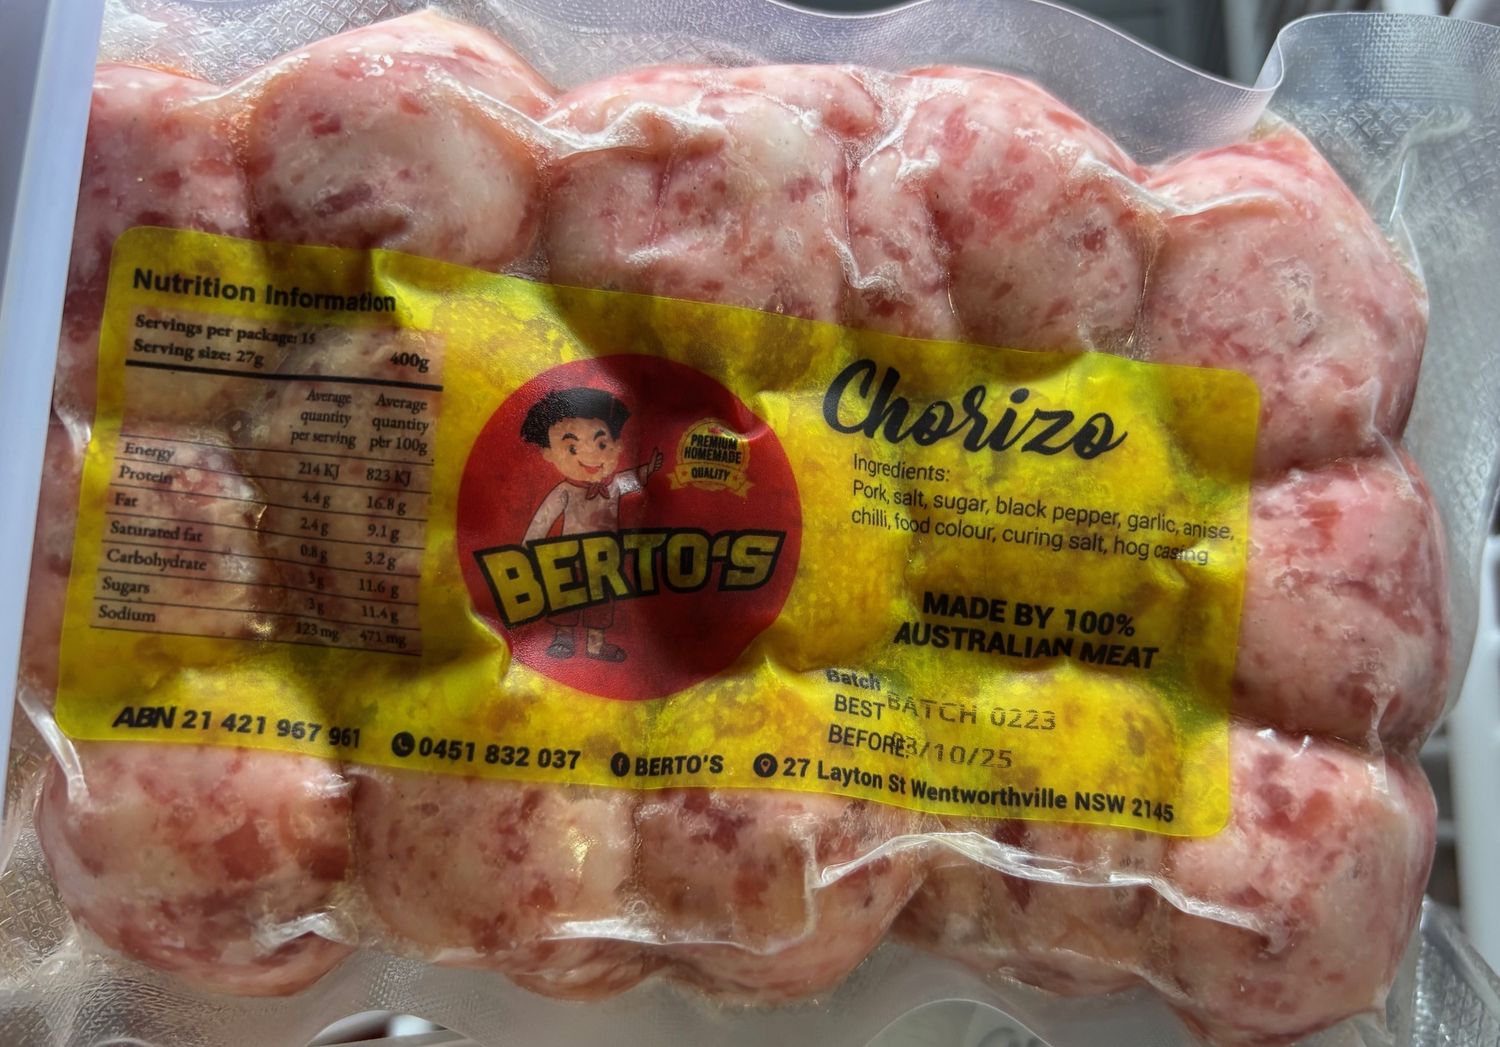 Nutrition Information
Servings per package: 15
Serving size: 27g 400g
Average quantity per serving Average quantity per 100g
Energy 214 KJ 823 KJ
Protein 4.4 g 16.8 g
Fat 2.4 g 9.1 g
Saturated fat 0.8 g 3.2 g
Carbohydrate 3 g 11.6 g
Sugars 3 g 11.4 g
Sodium 123 mg 471 mg
PREMIUM
HOMEMADE
QUALITY
BERTO'S
Chorizo
Ingredients:
Pork, salt, sugar, black pepper, garlic, anise,
chilli, food colour, curing salt, hog casing
MADE BY 100%
AUSTRALIAN MEAT
Batch BATCH 0223
BEST
BEFORE: /10/25
ABN 21 421 967 961 0451 832 037 BERTO'S 27 Layton St Wentworthville NSW 2145